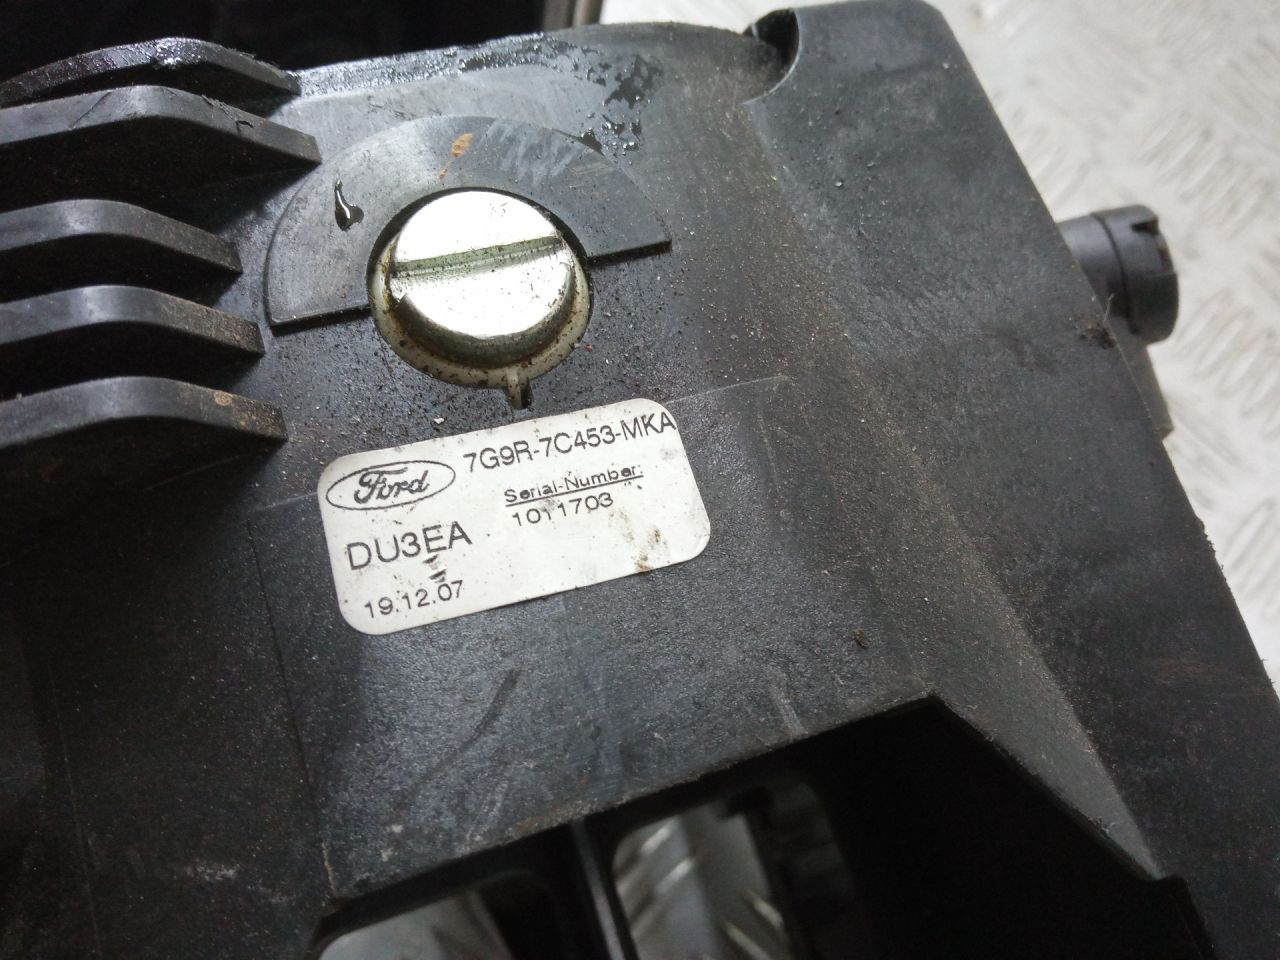 Ford 7G9R-7C453-MKA
Serial-Number:
1011703
DU3EA
19.12.07